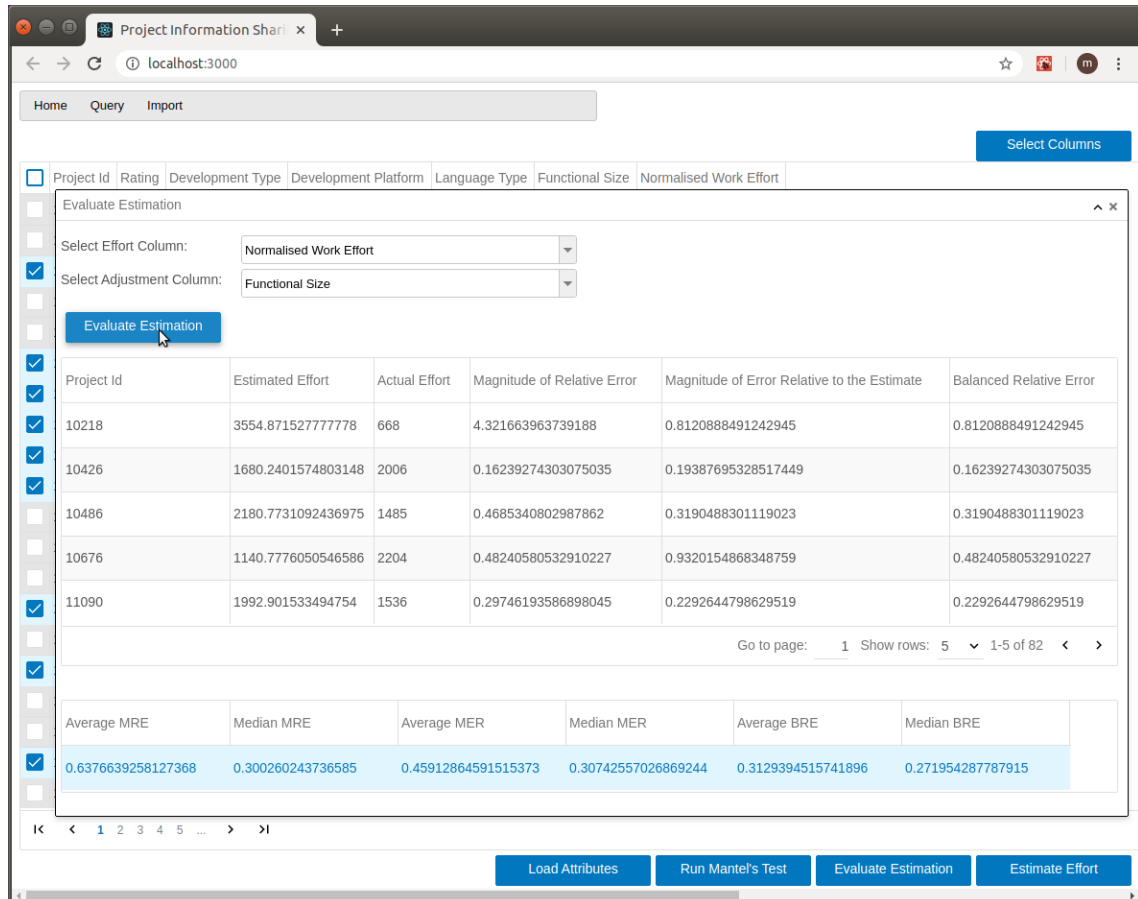 Project Information Shari
localhost:3000
m
Home Query Import
Select Columns
Project Id Rating Development Type Development Platform Language Type Functional Size Normalised Work Effort
Evaluate Estimation
Select Effort Column: Normalised Work Effort
Select Adjustment Column: Functional Size
Evaluate Estimation
Project Id Estimated Effort Actual Effort Magnitude of Relative Error Magnitude of Error Relative to the Estimate Balanced Relative Error
10218 3554.871527777778 668 4.321663963739188 0.8120888491242945 0.8120888491242945
10426 1680.2401574803148 2006 0.16239274303075035 0.19387695328517449 0.16239274303075035
10486 2180.7731092436975 1485 0.4685340802987862 0.3190488301119023 0.3190488301119023
10676 1140.7776050546586 2204 0.48240580532910227 0.9320154868348759 0.48240580532910227
11090 1992.901533494754 1536 0.29746193586898045 0.2292644798629519 0.2292644798629519
Go to page: 1 Show rows: 5 1-5 of 82
Average MRE Median MRE Average MER Median MER Average BRE Median BRE
0.6376639258127368 0.300260243736585 0.45912864591515373 0.30742557026869244 0.3129394515741896 0.271954287787915
1 2 3 4 5 ...
Load Attributes Run Mantel's Test Evaluate Estimation Estimate Effort